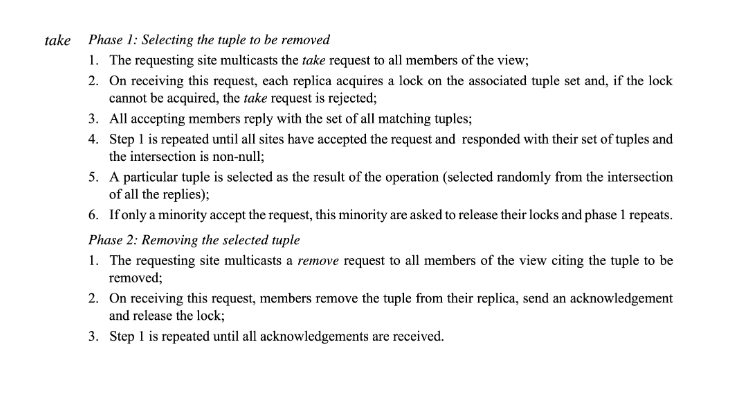 take Phase 1: Selecting the tuple to be removed
1. The requesting site multicasts the take request to all members of the view;
2. On receiving this request, each replica acquires a lock on the associated tuple set and, if the lock
cannot be acquired, the take request is rejected;
3. All accepting members reply with the set of all matching tuples;
4. Step 1 is repeated until all sites have accepted the request and responded with their set of tuples and
the intersection is non-null;
5. A particular tuple is selected as the result of the operation (selected randomly from the intersection
of all the replies);
6. If only a minority accept the request, this minority are asked to release their locks and phase 1 repeats.
Phase 2: Removing the selected tuple
1. The requesting site multicasts a remove request to all members of the view citing the tuple to be
removed;
2. On receiving this request, members remove the tuple from their replica, send an acknowledgement
and release the lock;
3. Step 1 is repeated until all acknowledgements are received.